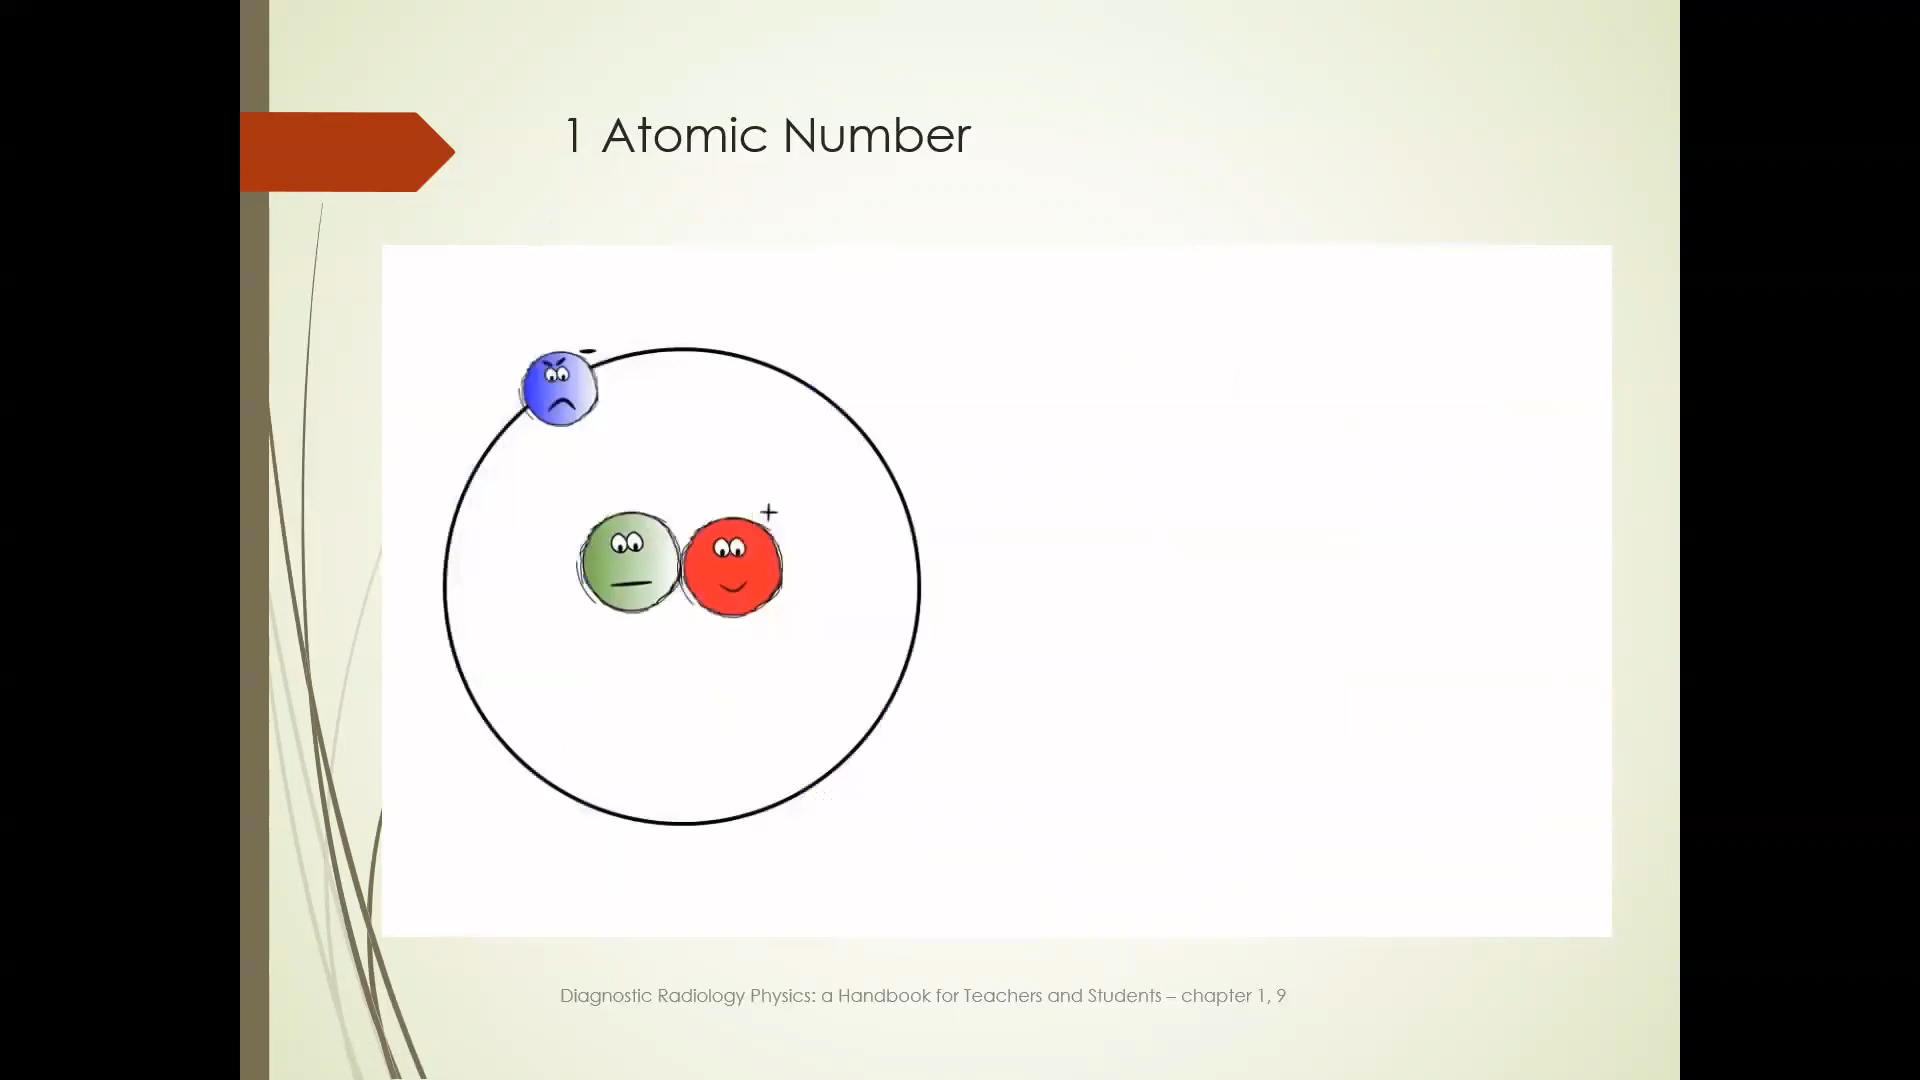 1 Atomic Number
-
+
Diagnostic Radiology Physics: a Handbook for Teachers and Students – chapter 1, 9